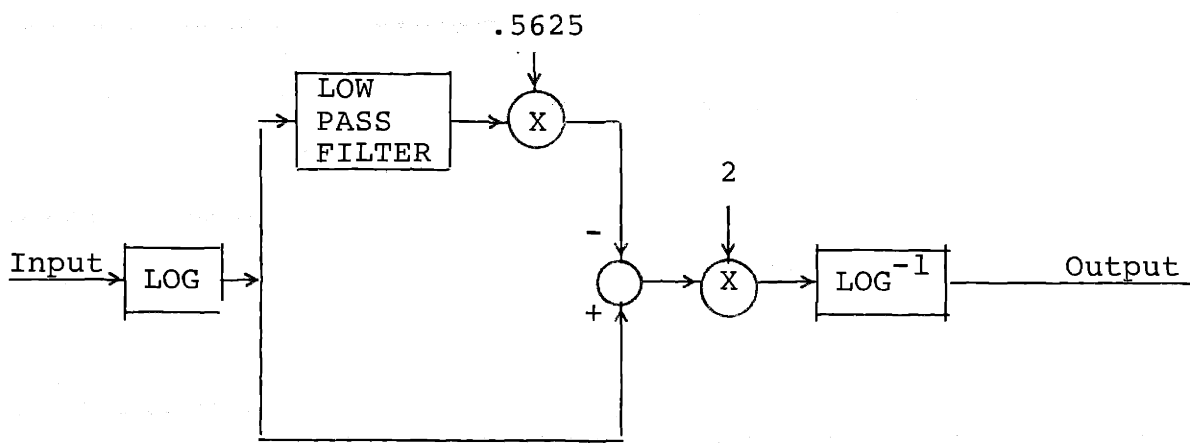 .5625
LOW
PASS
FILTER
X
2
-
Input
LOG
+
X
LOG⁻¹
Output